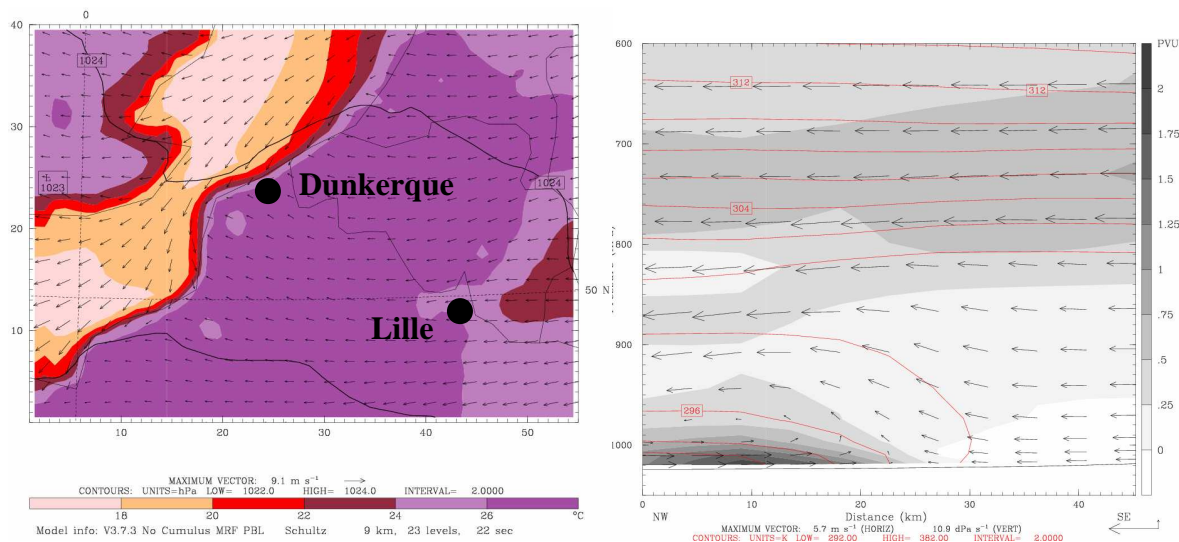 0
40
1024
30
1023
Dunkerque
1024
20
50 N
Lille
10
10 20 30 40 50
MAXIMUM VECTOR: 9.1 m s⁻¹
CONTOURS: UNITS=hPa LOW= 1022.0 HIGH= 1024.0 INTERVAL= 2.0000
18 20 22 24 26 °C
Model info: V3.7.3 No Cumulus MRF PBL Schultz 9 km, 23 levels, 22 sec
600
PVU
312
312
2
700
1.75
1.5
304
1.25
800
1
.75
900
.5
296
.25
1000
0
0 10 20 30 40
NW Distance (km) SE
MAXIMUM VECTOR: 5.7 m s⁻¹ (HORIZ) 10.9 dPa s⁻¹ (VERT)
CONTOURS: UNITS=K LOW= 292.00 HIGH= 382.00 INTERVAL= 2.0000